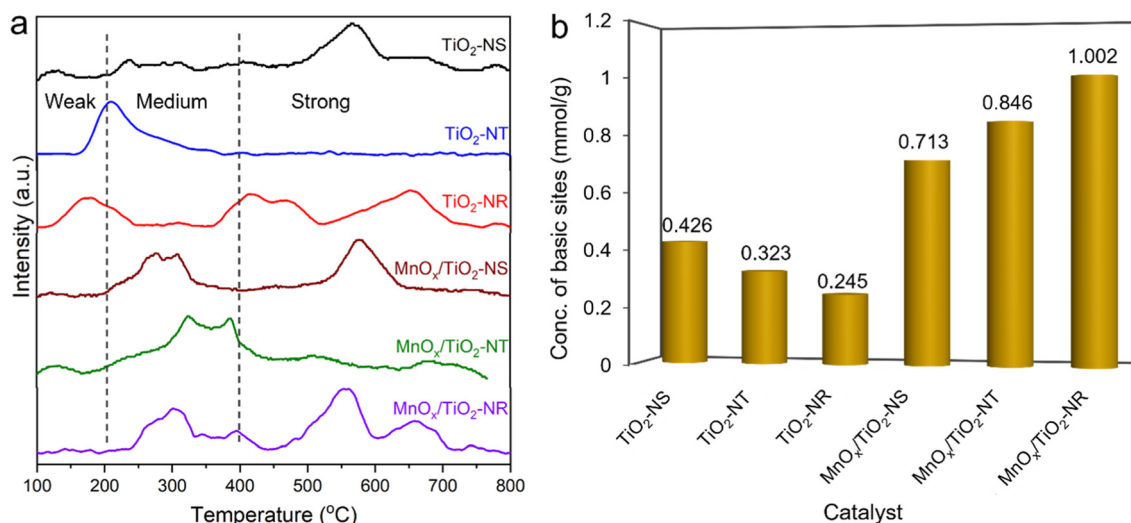 a
TiO₂-NS
Weak Medium Strong
TiO₂-NT
TiO₂-NR
MnOₓ/TiO₂-NS
MnOₓ/TiO₂-NT
MnOₓ/TiO₂-NR
Intensity (a.u.)
100 200 300 400 500 600 700 800
Temperature (°C)
b
Conc. of basic sites (mmol/g)
1.2
1
0.8
0.6
0.4
0.2
0
0.426
0.323
0.245
0.713
0.846
1.002
TiO₂-NS
TiO₂-NT
TiO₂-NR
MnOₓ/TiO₂-NS
MnOₓ/TiO₂-NT
MnOₓ/TiO₂-NR
Catalyst